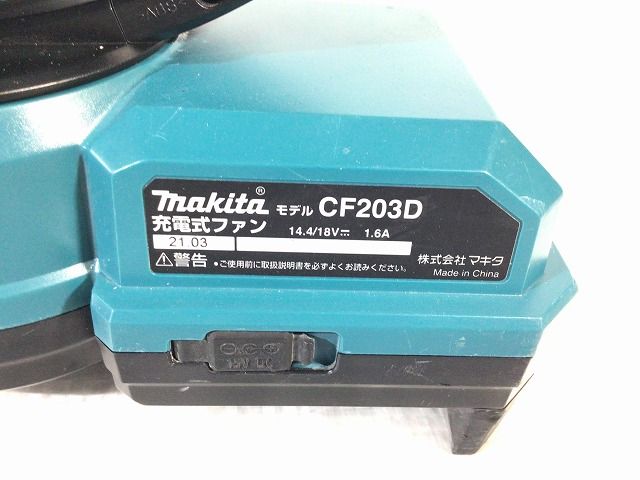 makita® モデル CF203D
充電式ファン 14.4/18V⎓ 1.6A
21 03
⚠警告 •ご使用前に取扱説明書を必ずよくお読みください。
株式会社 マキタ
Made in China